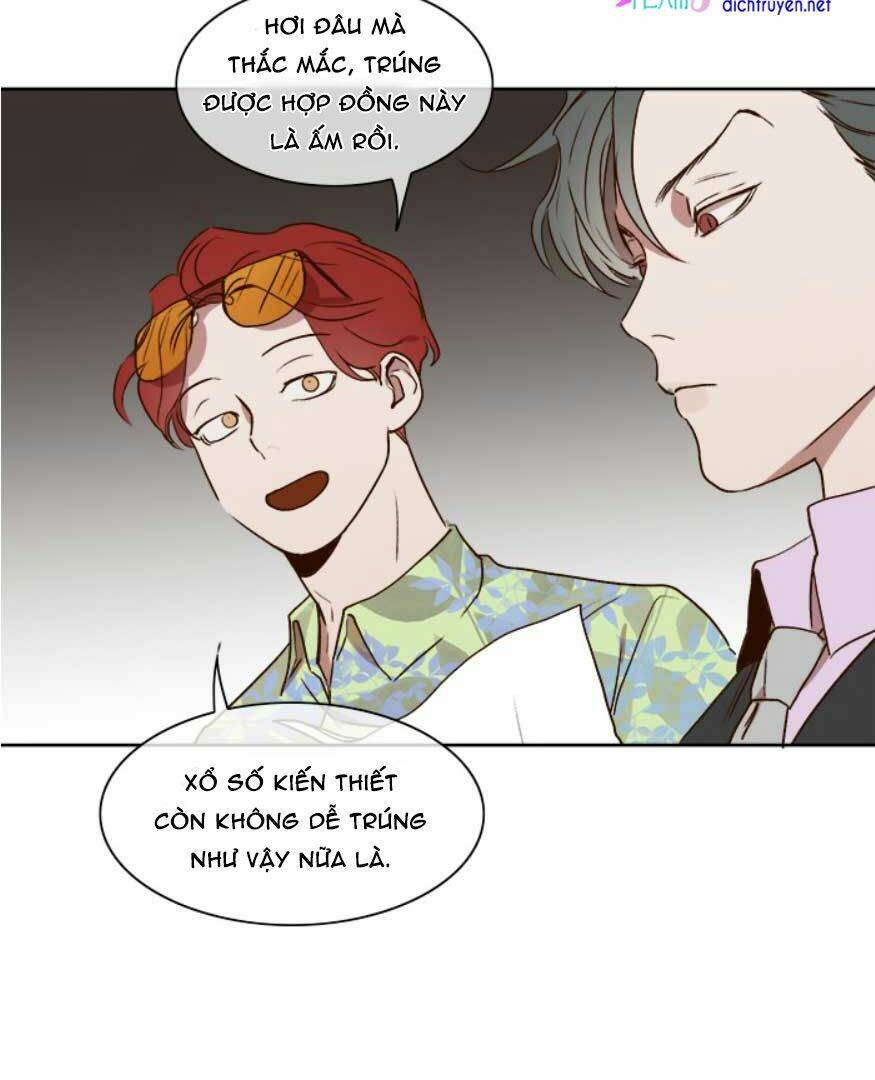 TEAM
dichtruyen.net
HƠI ĐÂU MÀ
THẮC MẮC, TRÚNG
ĐƯỢC HỢP ĐỒNG NÀY
LÀ ẤM RỒI.
XỔ SỐ KIẾN THIẾT
CÒN KHÔNG DỄ TRÚNG
NHƯ VẬY NỮA LÀ.